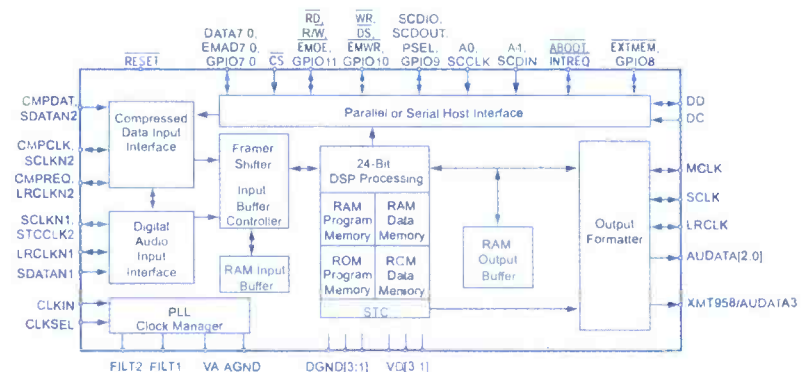 DATA7 0,
EMAD7 0,
GPIO7 0
RD,
R/W,
EMOE,
GPIO11
WR,
DS,
EMWR,
GPIO10
SCDIO,
SCDOUT,
PSEL,
GPIO9
RESET
CS
A0,
SCCLK
A1,
SCDIN
ABOOT,
INTREQ
EXTMEM,
GPIO8
CMPDAT,
SDATAN2
CMPCLK,
SCLKN2
CMPREQ,
LRCLKN2
SCLKN1,
STCCLK2
LRCLKN1
SDATAN1
CLKIN
CLKSEL
Parallel or Serial Host Interface
Compressed
Data Input
Interface
Framer
Shifter
Input
Buffer
Controller
24-Bit
DSP Processing
RAM
Program
Memory
RAM
Data
Memory
ROM
Program
Memory
ROM
Data
Memory
STC
Digital
Audio
Input
Interface
RAM Input
Buffer
RAM
Output
Buffer
Output
Formatter
PLL
Clock Manager
DD
DC
MCLK
SCLK
LRCLK
AUDATA[2.0]
XMT958/AUDATA3
FILT2 FILT1 VA AGND DGND[3:1] VD[3 1]